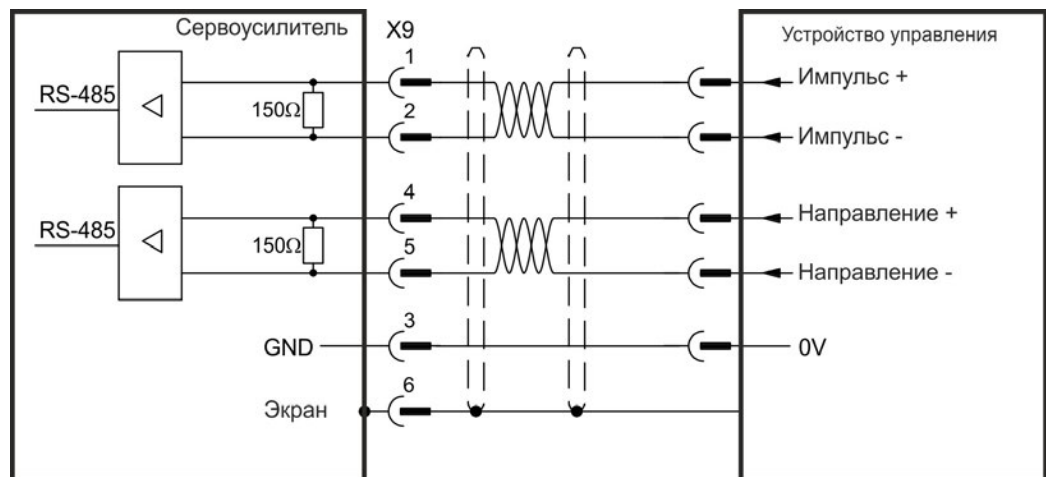 Сервоусилитель
X9
Устройство управления
1
Импульс +
RS-485
150Ω
2
Импульс -
4
Направление +
RS-485
150Ω
5
Направление -
3
GND
0V
6
Экран